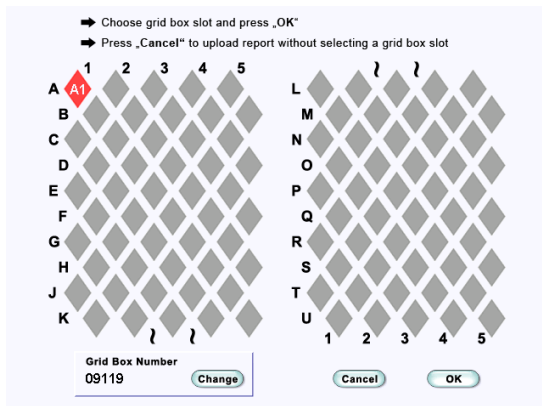 Choose grid box slot and press „OK“
Press „Cancel“ to upload report without selecting a grid box slot
1 2 3 4 5
A A1
B
C
D
E
F
G
H
J
K
L
M
N
O
P
Q
R
S
T
U
1 2 3 4 5
Grid Box Number
09119 Change
Cancel OK